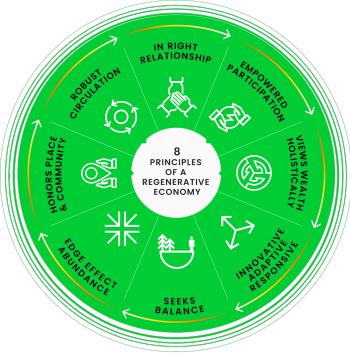 8
PRINCIPLES
OF A
REGENERATIVE
ECONOMY
IN RIGHT
RELATIONSHIP
EMPOWERED
PARTICIPATION
VIEWS WEALTH
HOLISTICALLY
INNOVATIVE
ADAPTIVE
RESPONSIVE
SEEKS
BALANCE
EDGE EFFECT
ABUNDANCE
HONORS PLACE
& COMMUNITY
ROBUST
CIRCULATION